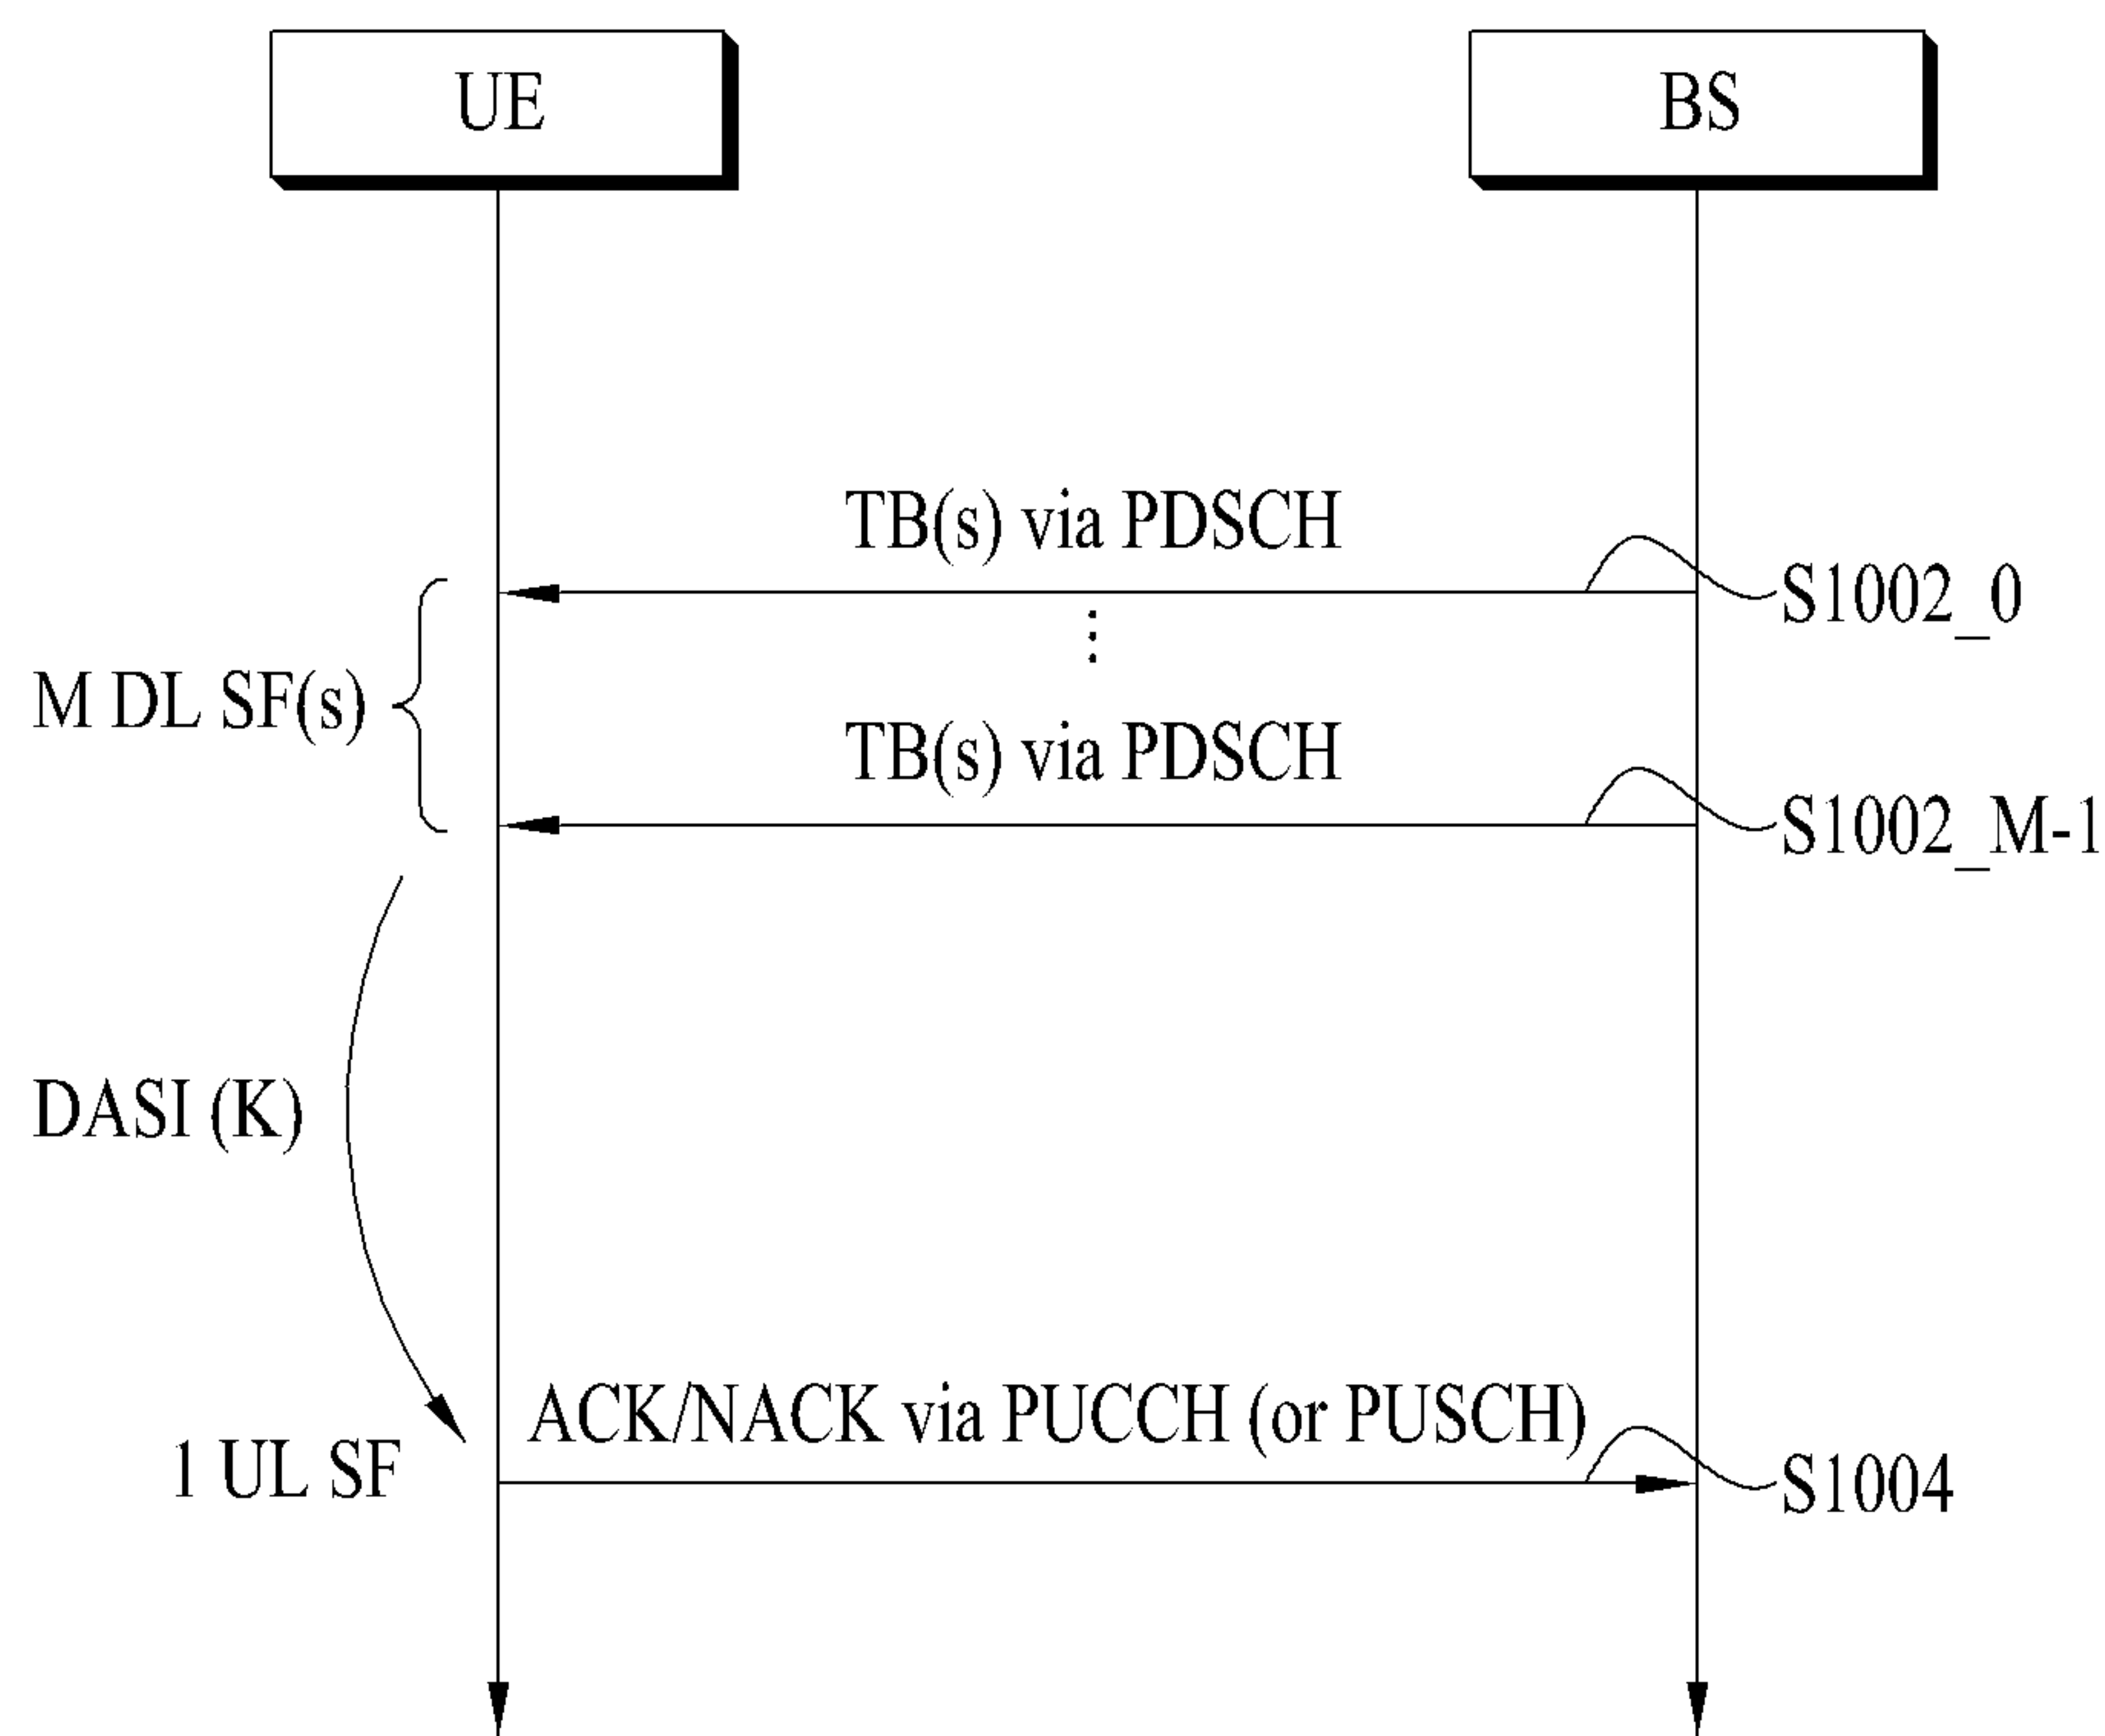 UE
BS
TB(s) via PDSCH
S1002_0
M DL SF(s)
TB(s) via PDSCH
S1002_M-1
DASI (K)
ACK/NACK via PUCCH (or PUSCH)
1 UL SF
S1004